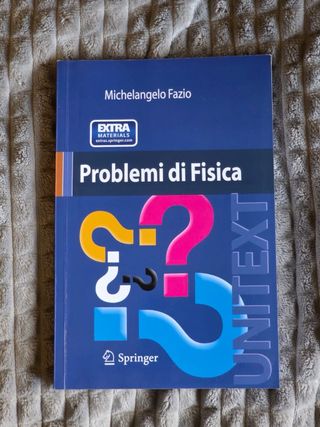 Michelangelo Fazio
EXTRA
MATERIALS
extras.springer.com
Problemi di Fisica
UNITEXT
Springer